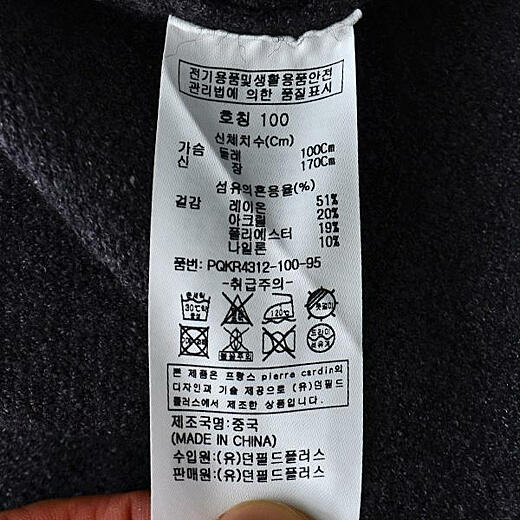 전기용품및생활용품안전
관리법에 의한 품질표시
호칭 100
신체치수(Cm)
가슴 둘레 100Cm
신 장 170Cm
섬유의혼용율(%)
겉감 레이온 51%
아크릴 20%
폴리에스터 19%
나일론 10%
품번: PQKR4312-100-95
-취급주의-
30℃
120℃
드라이
본 제품은 프랑스 pierre cardin의
디자인과 기술 제공으로 (유)던필드
플러스에서 제조한 상품입니다.
제조국명:중국
(MADE IN CHINA)
수입원:(유)던필드플러스
판매원:(유)던필드플러스